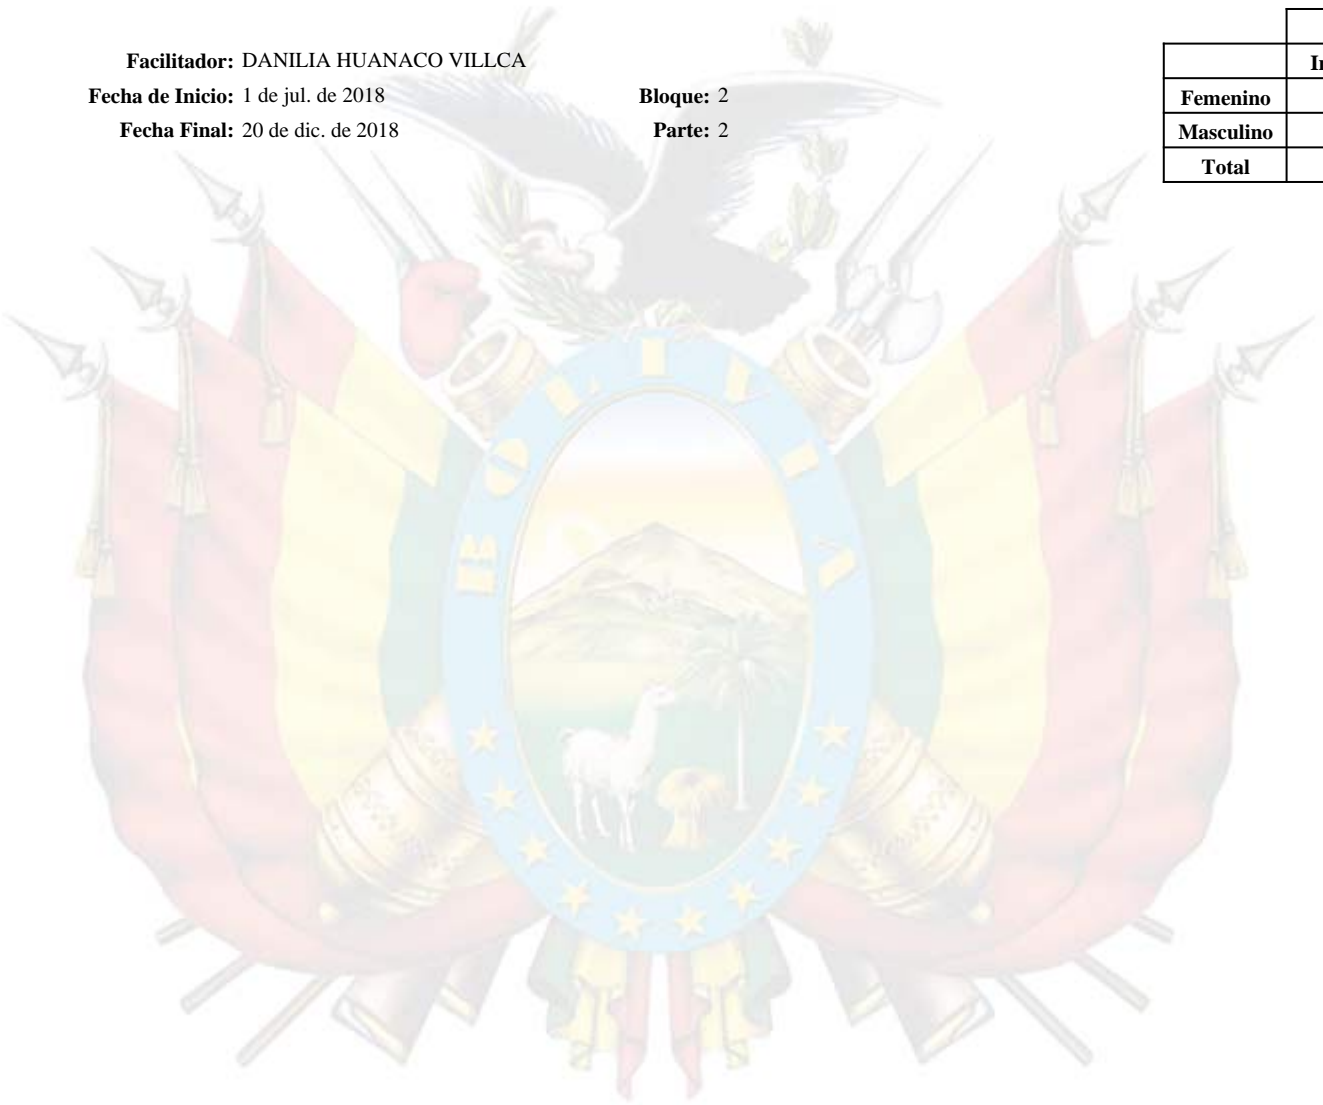 Facilitador: DANILIA HUANACO VILLCA
Fecha de Inicio: 1 de jul. de 2018 Bloque: 2
Fecha Final: 20 de dic. de 2018 Parte: 2
Femenino
Masculino
Total
BOLIVIA